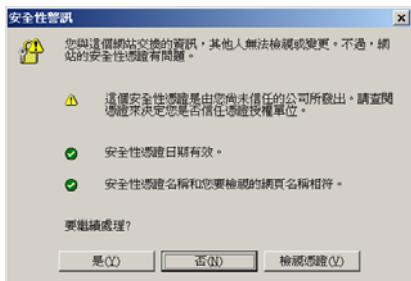 安全性警訊
您與這個網站交換的資訊，其他人無法檢視或變更。不過，網
站的安全性憑證有問題。
這個安全性憑證是由您尚未信任的公司所發出。請查閱
憑證來決定您是否信任憑證授權單位。
安全性憑證日期有效。
安全性憑證名稱和您要檢視的網頁名稱相符。
要繼續處理?
是(Y) 否(N) 檢視憑證(V)